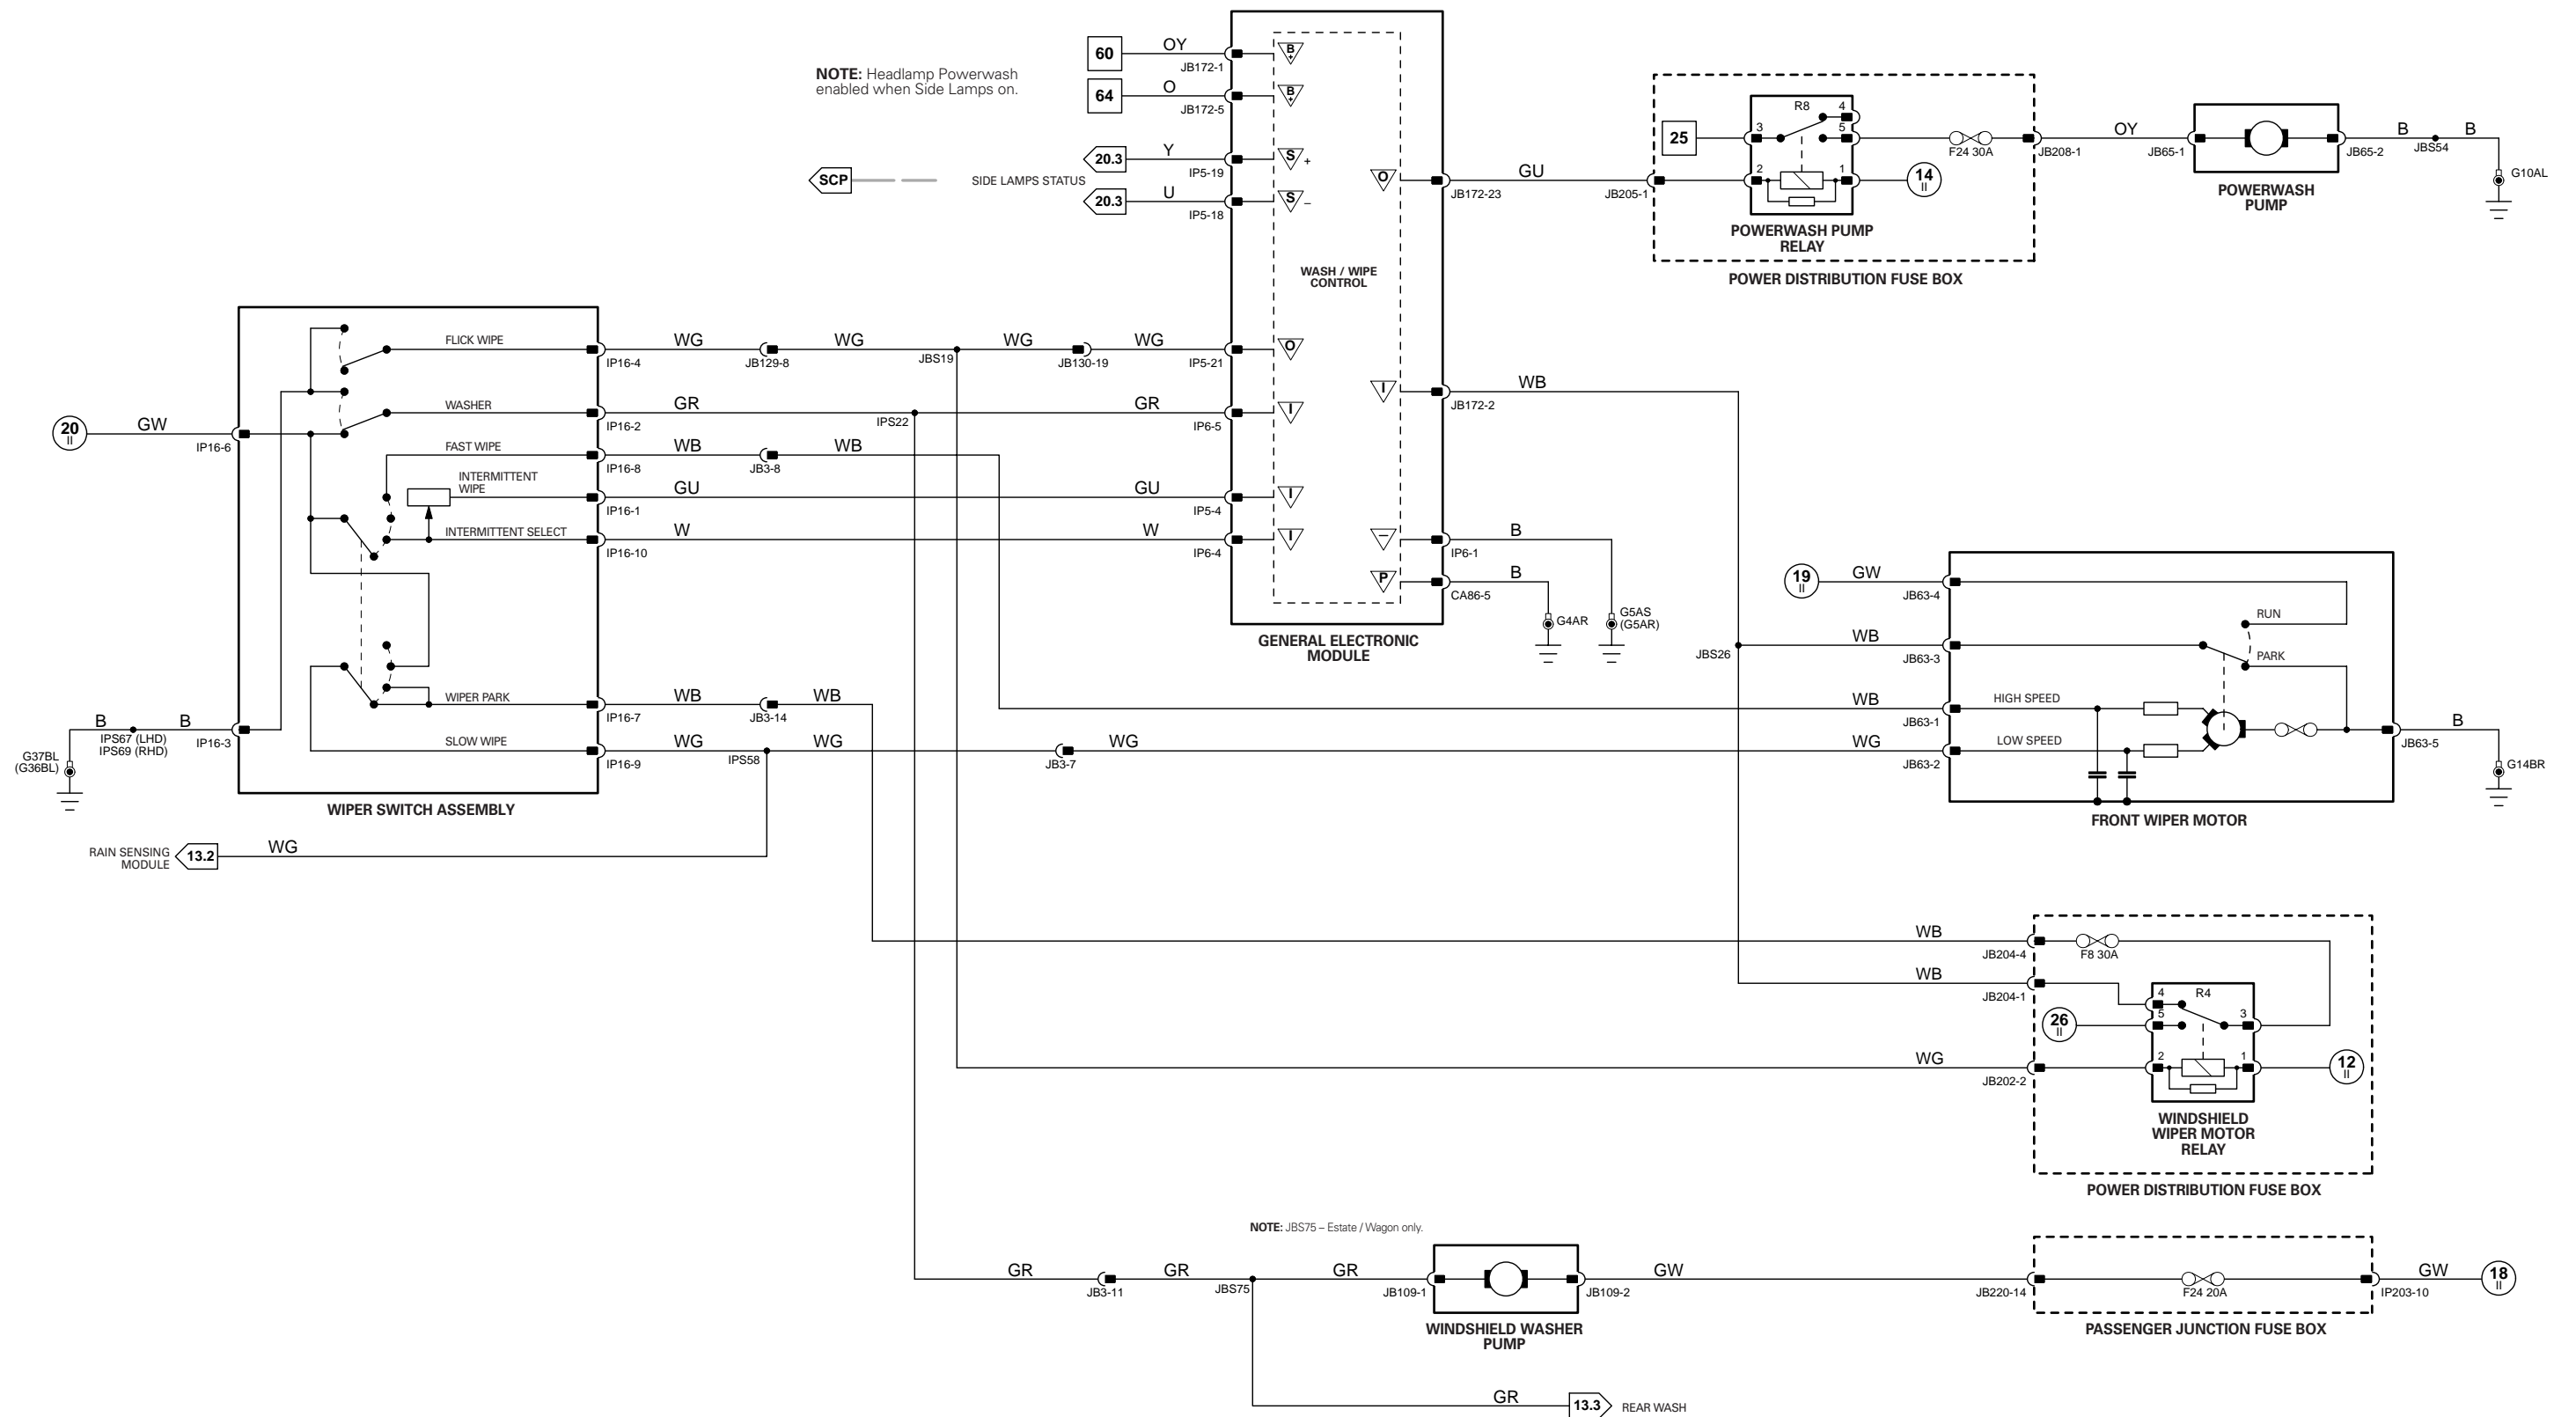 NOTE: Headlamp Powerwash
enabled when Side Lamps on.
60
OY
JB172-1
B
+
64
O
JB172-5
B
+
20.3
Y
IP5-19
S
+
SCP
SIDE LAMPS STATUS
20.3
U
IP5-18
S
–
O
JB172-23
GU
JB205-1
WASH / WIPE
CONTROL
25
R8
3
4
5
2
1
14
II
F24 30A
JB208-1
POWERWASH PUMP
RELAY
POWER DISTRIBUTION FUSE BOX
OY
JB65-1
JB65-2
POWERWASH
PUMP
B
JBS54
B
G10AL
20
II
GW
IP16-6
FLICK WIPE
IP16-4
WG
JB129-8
WG
JBS19
WG
JB130-19
WG
IP5-21
O
WASHER
IP16-2
GR
IPS22
GR
IP6-5
I
FAST WIPE
IP16-8
WB
JB3-8
WB
INTERMITTENT
WIPE
IP16-1
GU
GU
IP5-4
I
INTERMITTENT SELECT
IP16-10
W
W
IP6-4
I
I
JB172-2
WB
–
IP6-1
B
P
CA86-5
B
G4AR
G5AS
(G5AR)
GENERAL ELECTRONIC
MODULE
WIPER PARK
IP16-7
WB
JB3-14
WB
SLOW WIPE
IP16-9
WG
IPS58
WG
JB3-7
WG
B
IPS67 (LHD)
IPS69 (RHD)
B
IP16-3
G37BL
(G36BL)
WIPER SWITCH ASSEMBLY
RAIN SENSING
MODULE
13.2
WG
19
II
GW
JB63-4
RUN
JBS26
WB
JB63-3
PARK
WB
JB63-1
HIGH SPEED
WG
JB63-2
LOW SPEED
JB63-5
B
G14BR
FRONT WIPER MOTOR
WB
JB204-4
F8 30A
WB
JB204-1
R4
4
5
3
2
1
26
II
12
II
WG
JB202-2
WINDSHIELD
WIPER MOTOR
RELAY
POWER DISTRIBUTION FUSE BOX
NOTE: JBS75 – Estate / Wagon only.
GR
JB3-11
GR
JBS75
GR
JB109-1
JB109-2
GW
JB220-14
F24 20A
IP203-10
GW
18
II
WINDSHIELD WASHER
PUMP
PASSENGER JUNCTION FUSE BOX
GR
13.3
REAR WASH